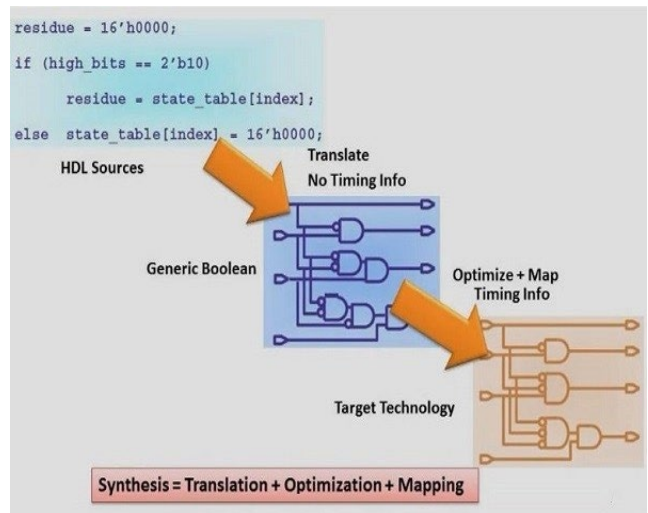 residue = 16'h0000;
if (high_bits == 2'b10)
residue = state_table[index];
else state_table[index] = 16'h0000;
HDL Sources
Translate
No Timing Info
Generic Boolean
Optimize + Map
Timing Info
Target Technology
Synthesis = Translation + Optimization + Mapping